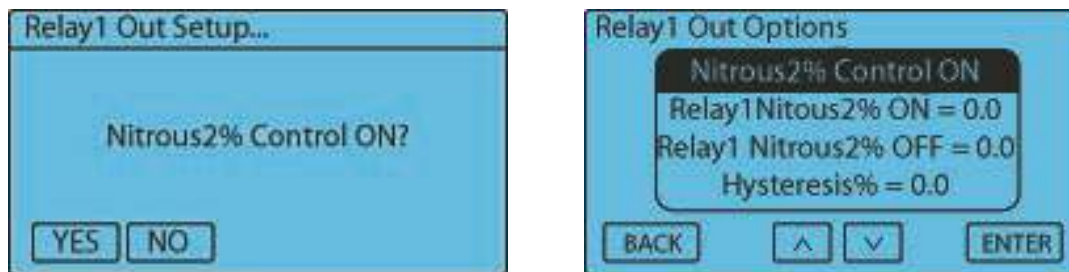 Relay1 Out Setup...
Nitrous2% Control ON?
YES NO
Relay1 Out Options
Nitrous2% Control ON
Relay1Nitous2% ON = 0.0
Relay1 Nitrous2% OFF = 0.0
Hysteresis% = 0.0
BACK ENTER